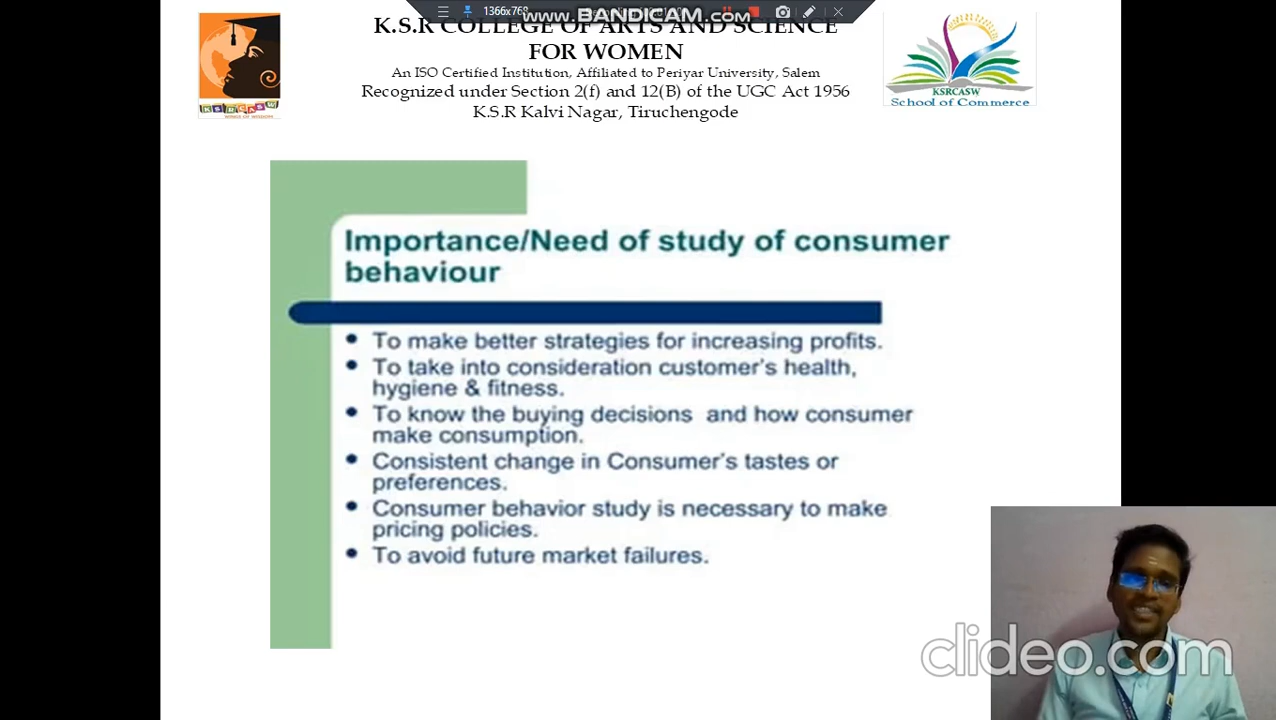 1366x768
www.BANDICAM.com
K.S.R COLLEGE OF ARTS AND SCIENCE
FOR WOMEN
An ISO Certified Institution, Affiliated to Periyar University, Salem
Recognized under Section 2(f) and 12(B) of the UGC Act 1956
K.S.R Kalvi Nagar, Tiruchengode
KSRCASW
WINGS OF WISDOM
KSRCASW
School of Commerce
Importance/Need of study of consumer
behaviour
• To make better strategies for increasing profits.
• To take into consideration customer's health,
hygiene & fitness.
• To know the buying decisions and how consumer
make consumption.
• Consistent change in Consumer's tastes or
preferences.
• Consumer behavior study is necessary to make
pricing policies.
• To avoid future market failures.
clideo.com